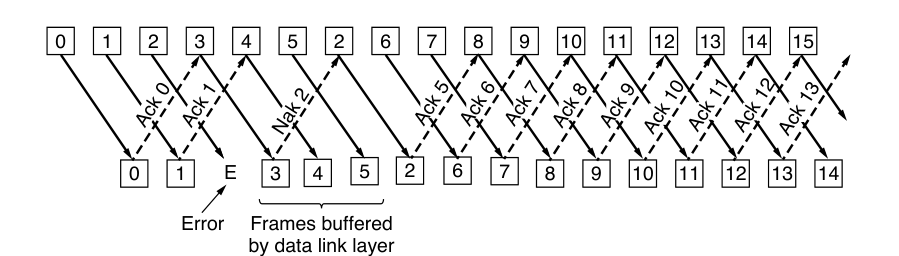 0 1 2 3 4 5 2 6 7 8 9 10 11 12 13 14 15
Ack 0 Ack 1 Nak 2 Ack 5 Ack 6 Ack 7 Ack 8 Ack 9 Ack 10 Ack 11 Ack 12 Ack 13
0 1 E 3 4 5 2 6 7 8 9 10 11 12 13 14
Error
Frames buffered
by data link layer